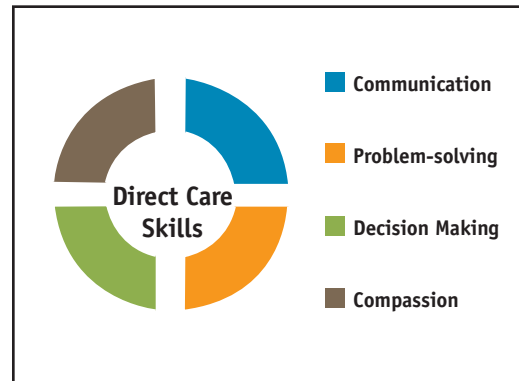 Direct Care
Skills
Communication
Problem-solving
Decision Making
Compassion